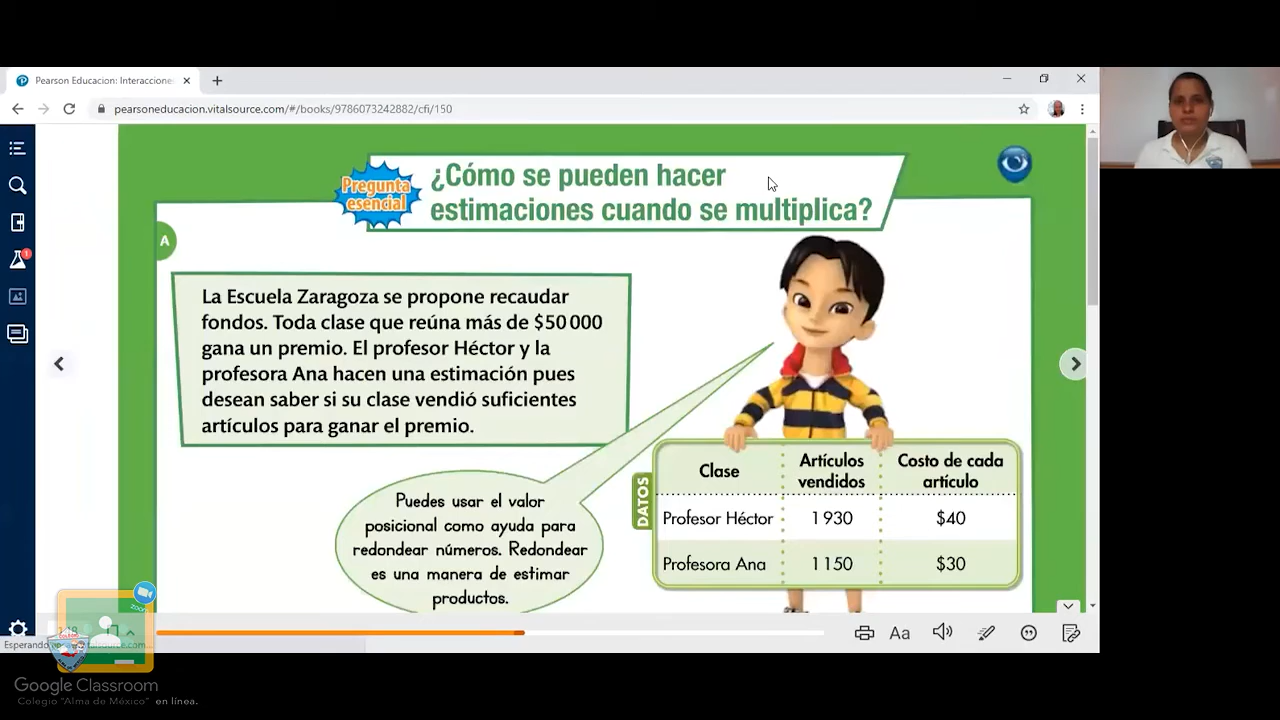 Pearson Educacion: Interaccione
pearsoneducacion.vitalsource.com/#/books/9786073242882/cfi/150
Pregunta
esencial
¿Cómo se pueden hacer
estimaciones cuando se multiplica?
A
La Escuela Zaragoza se propone recaudar
fondos. Toda clase que reúna más de $50 000
gana un premio. El profesor Héctor y la
profesora Ana hacen una estimación pues
desean saber si su clase vendió suficientes
artículos para ganar el premio.
Puedes usar el valor
posicional como ayuda para
redondear números. Redondear
es una manera de estimar
productos.
DATOS
Clase Artículos vendidos Costo de cada artículo
Profesor Héctor 1 930 $40
Profesora Ana 1 150 $30
1
Aa
Esperando
zoom
Google Classroom
Colegio "Alma de México" en línea.